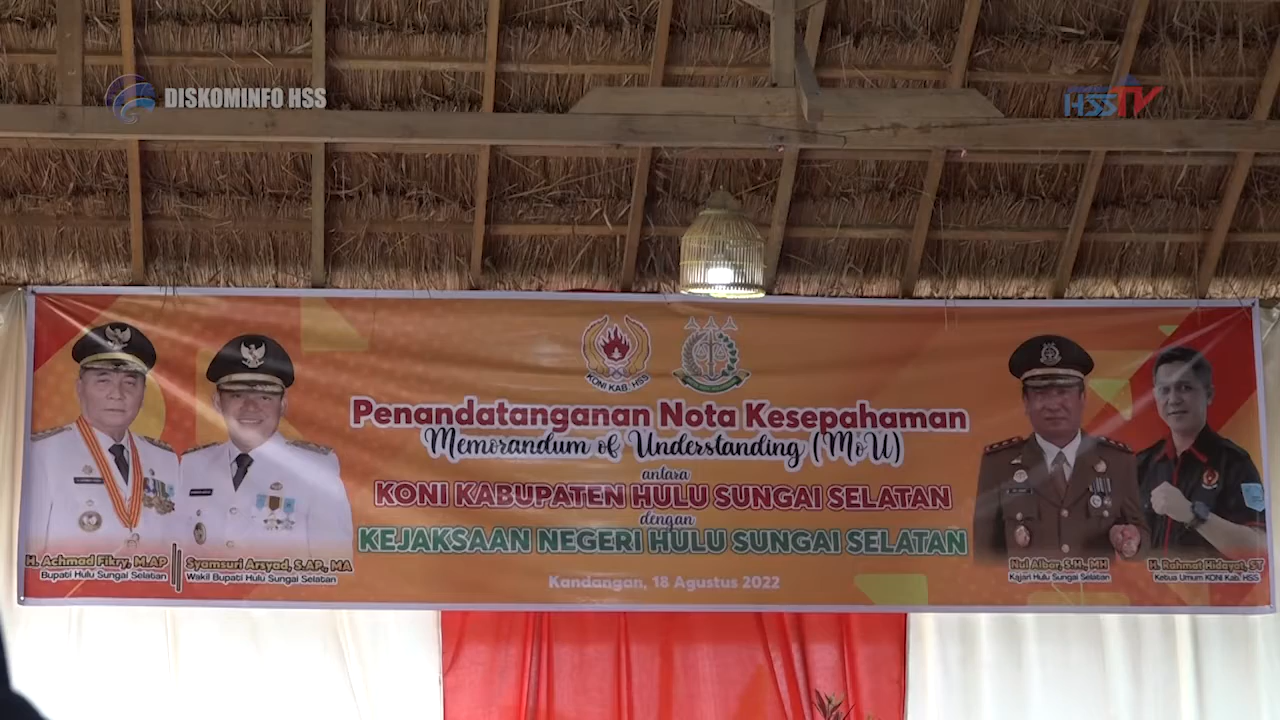 DISKOMINFO HSS
HSSTV
KONI KAB. HSS
Penandatanganan Nota Kesepahaman
Memorandum of Understanding (MoU)
antara
KONI KABUPATEN HULU SUNGAI SELATAN
dengan
KEJAKSAAN NEGERI HULU SUNGAI SELATAN
Kandangan, 18 Agustus 2022
H. Achmad Fikry, M.AP
Bupati Hulu Sungai Selatan
Syamsuri Arsyad, S.AP., MA
Wakil Bupati Hulu Sungai Selatan
Nul Albar, S.H., MH
Kajari Hulu Sungai Selatan
H. Rahmat Hidayat, ST
Ketua Umum KONI Kab. HSS